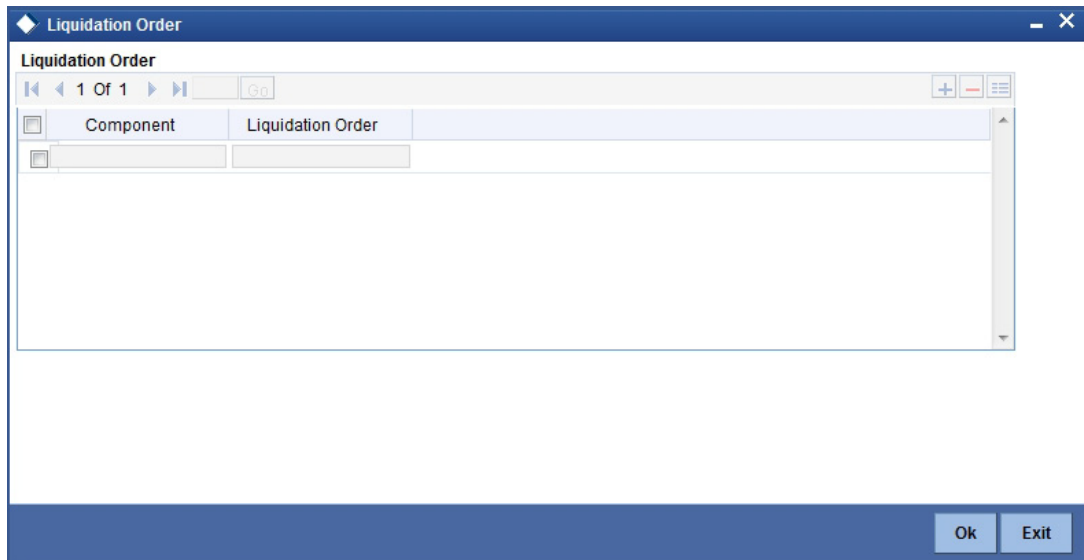 Liquidation Order
Liquidation Order
1 Of 1 Go
Component Liquidation Order
Ok Exit